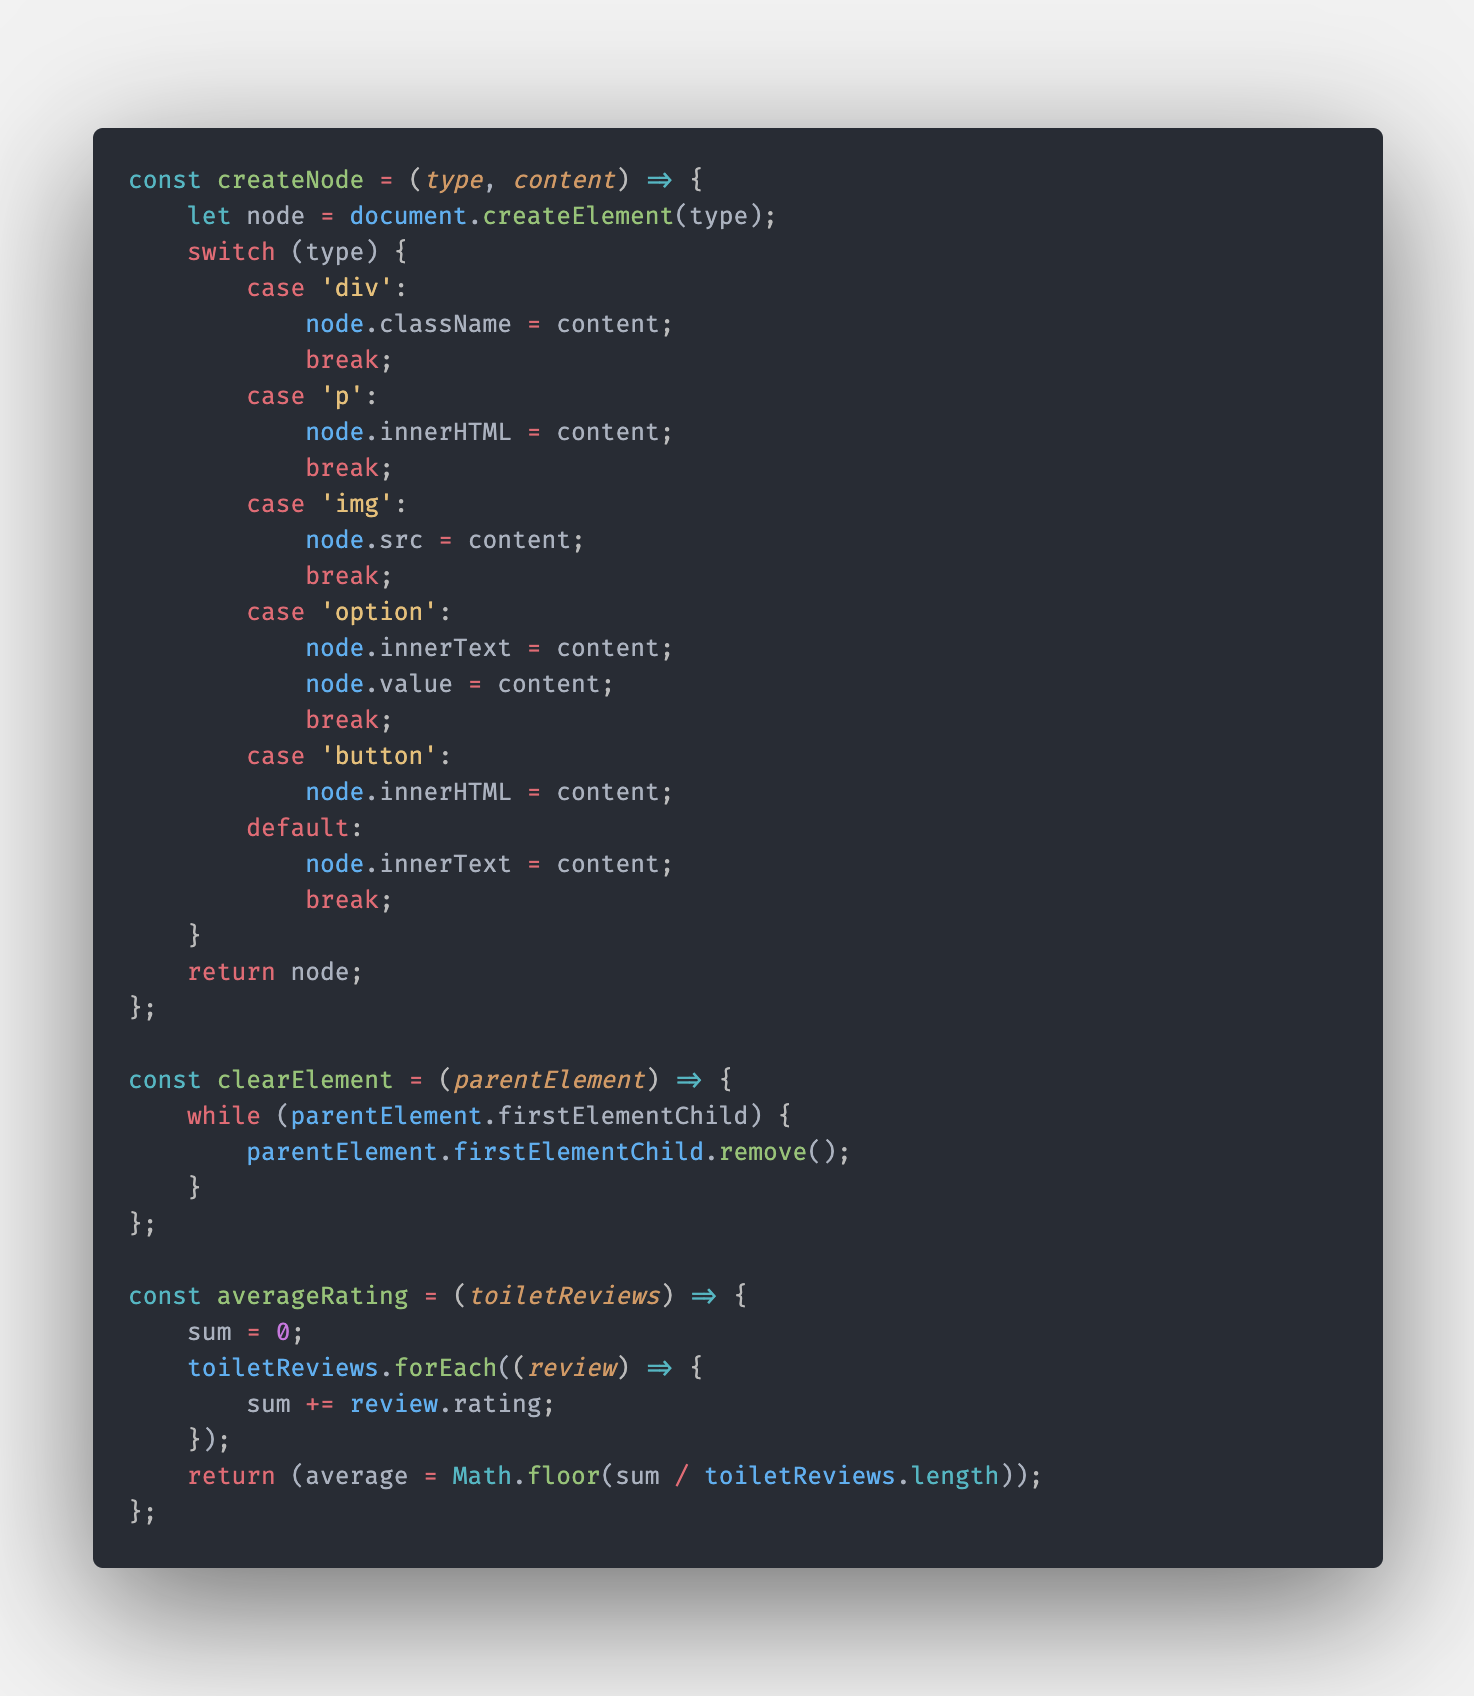 const createNode = (type, content) => {
    let node = document.createElement(type);
    switch (type) {
        case 'div':
            node.className = content;
            break;
        case 'p':
            node.innerHTML = content;
            break;
        case 'img':
            node.src = content;
            break;
        case 'option':
            node.innerText = content;
            node.value = content;
            break;
        case 'button':
            node.innerHTML = content;
        default:
            node.innerText = content;
            break;
    }
    return node;
};

const clearElement = (parentElement) => {
    while (parentElement.firstElementChild) {
        parentElement.firstElementChild.remove();
    }
};

const averageRating = (toiletReviews) => {
    sum = 0;
    toiletReviews.forEach((review) => {
        sum += review.rating;
    });
    return (average = Math.floor(sum / toiletReviews.length));
};